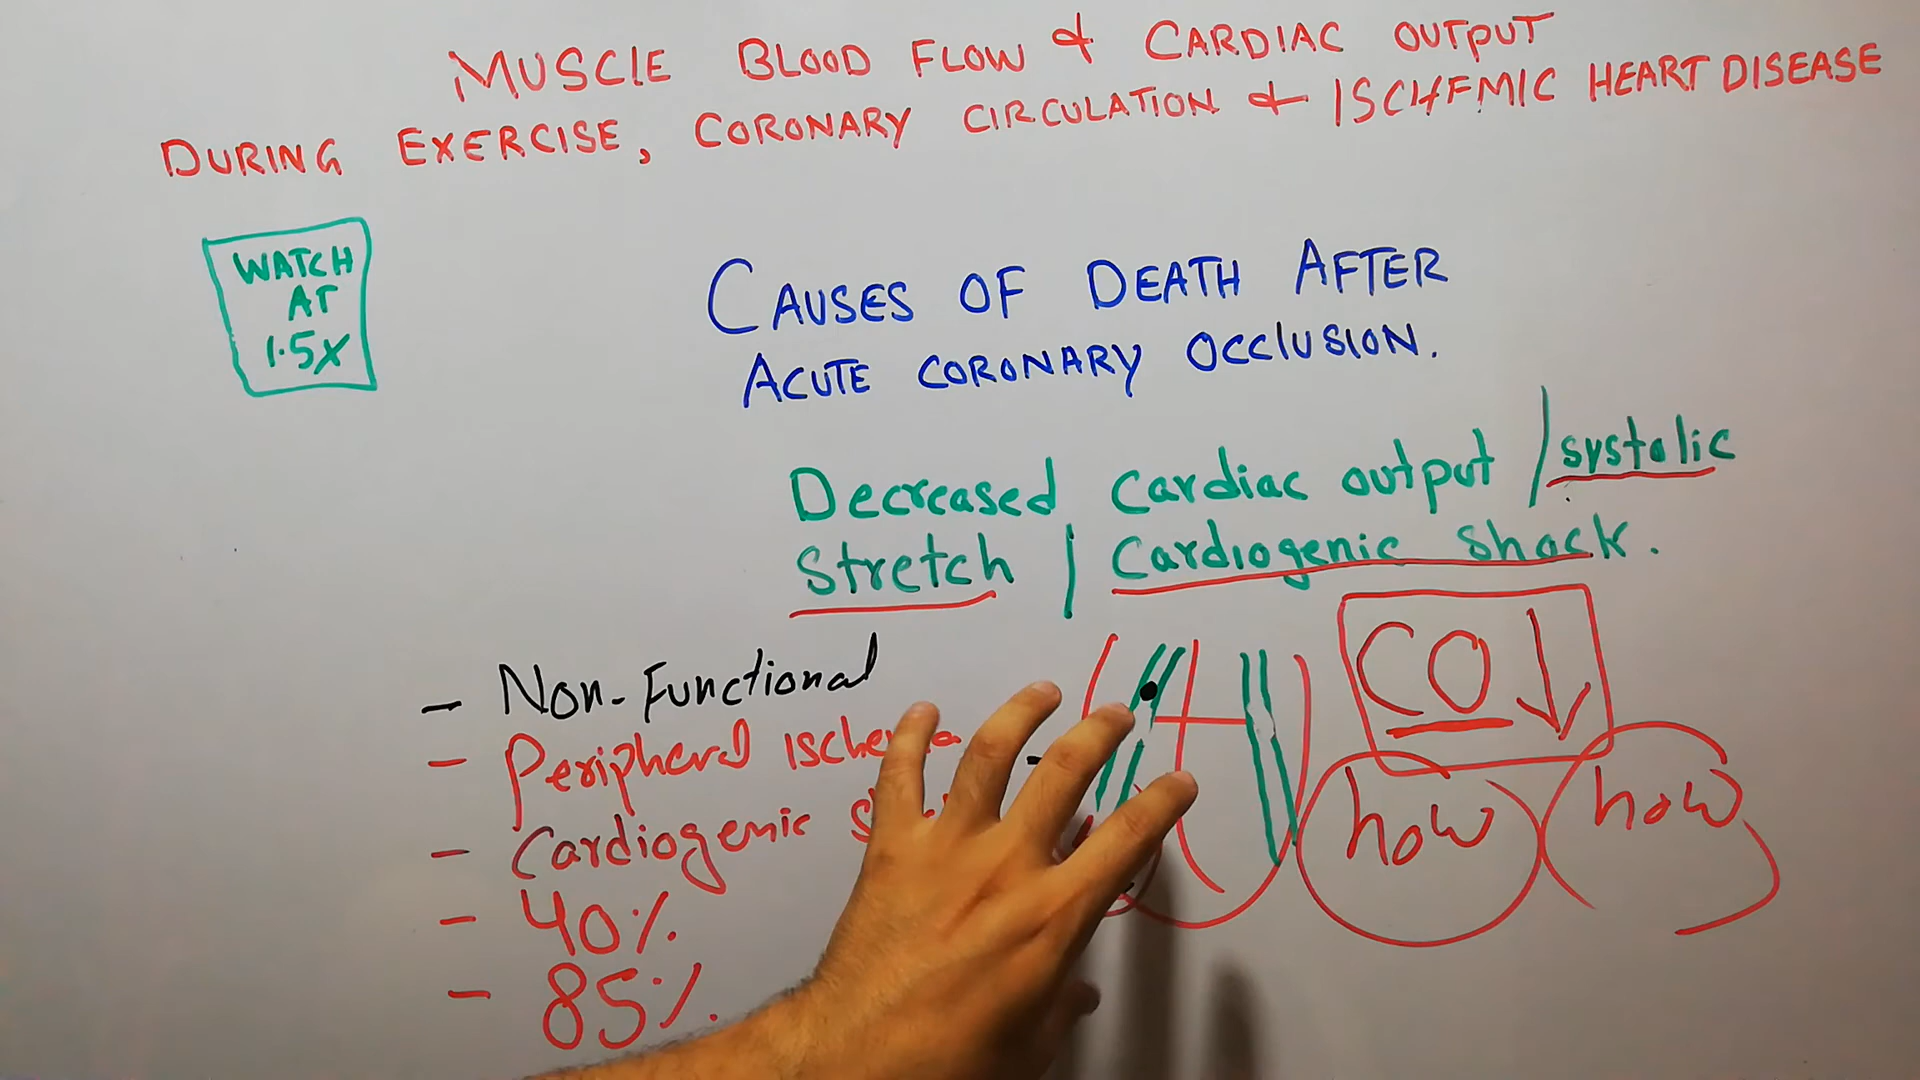 MUSCLE BLOOD FLOW & CARDIAC OUTPUT
DURING EXERCISE, CORONARY CIRCULATION & ISCHEMIC HEART DISEASE
WATCH
AT
1.5X
CAUSES OF DEATH AFTER
ACUTE CORONARY OCCLUSION.
Decreased cardiac output / systolic
stretch / Cardiogenic shock.
- Non-Functional
- Peripheral
- Cardiogenic
- 40%
- 85%
CO ↓
how how